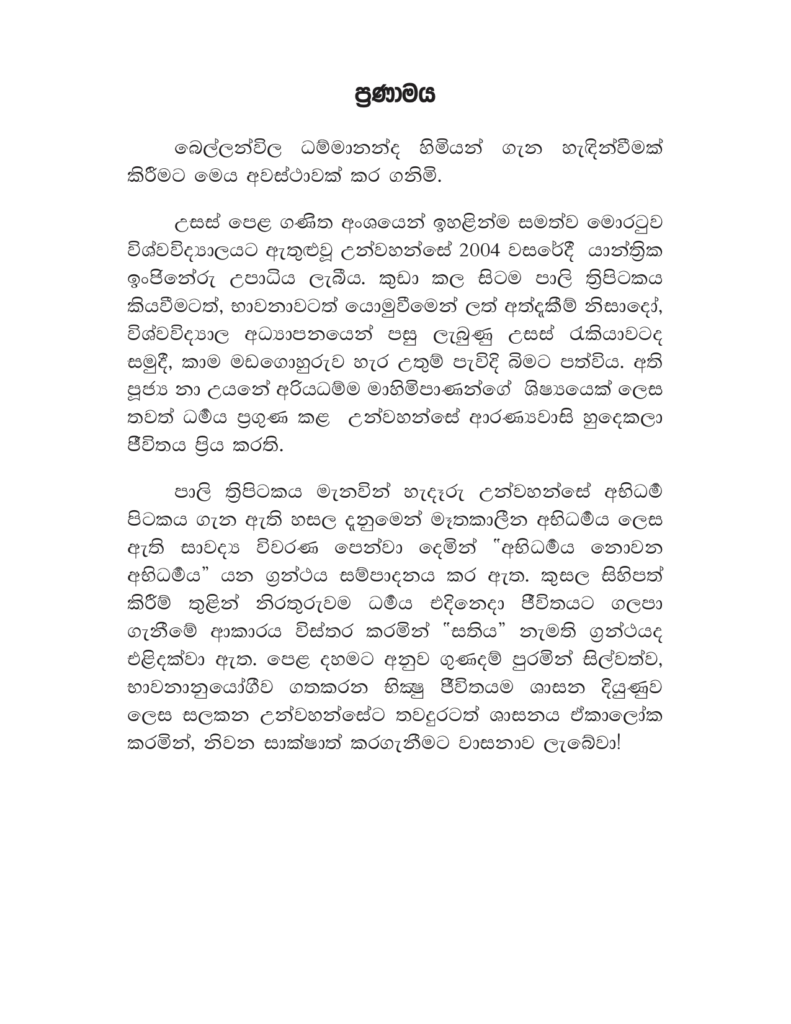 ප්‍රණාමය
බෙල්ලන්විල ධම්මානන්ද හිමියන් ගැන හැඳින්වීමක්
කිරීමට මෙය අවස්ථාවක් කර ගනිමි.
උසස් පෙළ ගණිත අංශයෙන් ඉහළින්ම සමත්ව මොරටුව
විශ්වවිද්‍යාලයට ඇතුළුවූ උන්වහන්සේ 2004 වසරේදී යාන්ත්‍රික
ඉංජිනේරු උපාධිය ලැබීය. කුඩා කල සිටම පාලි ත්‍රිපිටකය
කියවීමටත්, භාවනාවටත් යොමුවීමෙන් ලත් අත්දැකීම් නිසාදෝ,
විශ්වවිද්‍යාල අධ්‍යාපනයෙන් පසු ලැබුණු උසස් රැකියාවටද
සමුදී, කාම මඩගොහුරුව හැර උතුම් පැවිදි බිමට පත්විය. අති
පූජ්‍ය නා උයනේ අරියධම්ම මාහිමිපාණන්ගේ ශිෂ්‍යයෙක් ලෙස
තවත් ධර්‍මය ප්‍රගුණ කළ උන්වහන්සේ ආරණ්‍යවාසි හුදෙකලා
ජීවිතය ප්‍රිය කරති.
පාලි ත්‍රිපිටකය මැනවින් හැදෑරූ උන්වහන්සේ අභිධර්‍ම
පිටකය ගැන ඇති හසල දැනුමෙන් මෑතකාලීන අභිධර්‍මය ලෙස
ඇති සාවද්‍ය විවරණ පෙන්වා දෙමින් "අභිධර්‍මය නොවන
අභිධර්‍මය" යන ග්‍රන්ථය සම්පාදනය කර ඇත. කුසල සිහිපත්
කිරීම් තුළින් නිරතුරුවම ධර්‍මය එදිනෙදා ජීවිතයට ගලපා
ගැනීමේ ආකාරය විස්තර කරමින් "සතිය" නැමති ග්‍රන්ථයද
එළිදක්වා ඇත. පෙළ දහමට අනුව ගුණදම් පුරමින් සිල්වත්ව,
භාවනානුයෝගීව ගතකරන භික්‍ෂු ජීවිතයම ශාසන දියුණුව
ලෙස සලකන උන්වහන්සේට තවදුරටත් ශාසනය ඒකාලෝක
කරමින්, නිවන සාක්ෂාත් කරගැනීමට වාසනාව ලැබේවා!